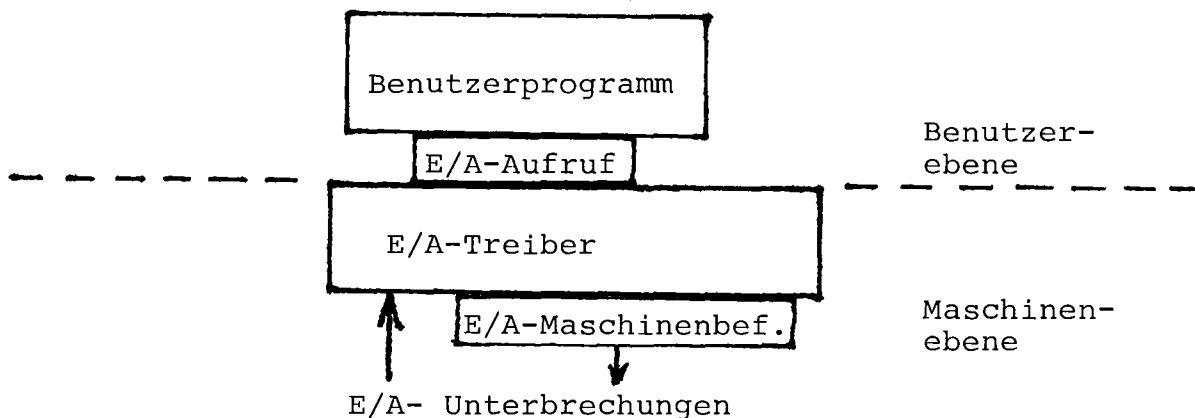 Benutzerprogramm
E/A-Aufruf
Benutzer-
ebene
E/A-Treiber
E/A-Maschinenbef.
Maschinen-
ebene
E/A- Unterbrechungen